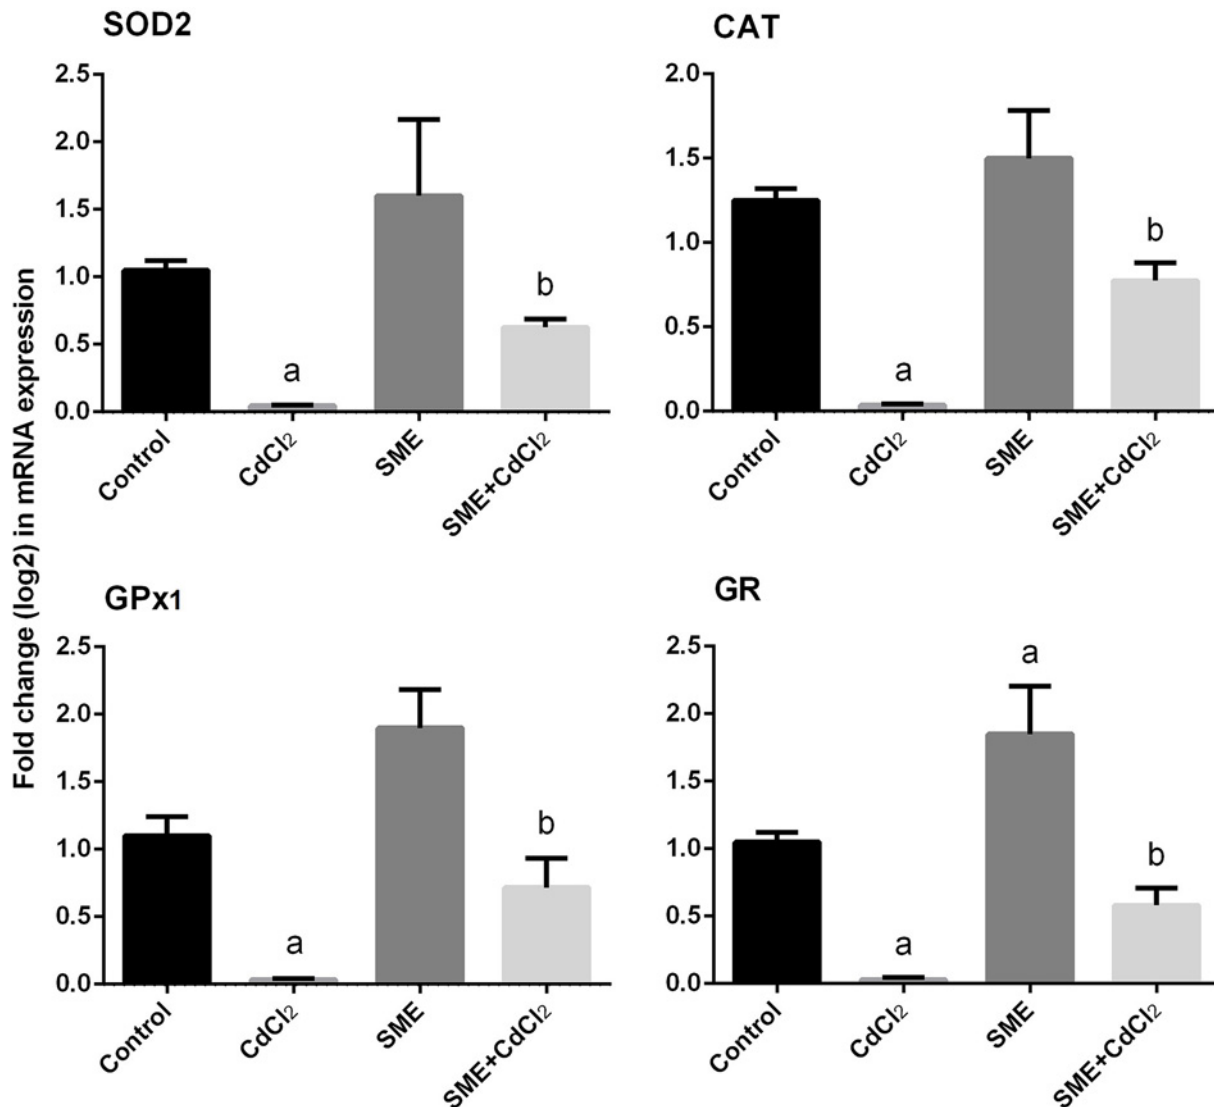 Fold change (log2) in mRNA expression
SOD2
2.5
2.0
1.5
1.0
0.5
0.0
a
b
Control
CdCl₂
SME
SME+CdCl₂
CAT
2.0
1.5
1.0
0.5
0.0
a
b
Control
CdCl₂
SME
SME+CdCl₂
GPx1
2.5
2.0
1.5
1.0
0.5
0.0
a
b
Control
CdCl₂
SME
SME+CdCl₂
GR
2.5
2.0
1.5
1.0
0.5
0.0
a
a
b
Control
CdCl₂
SME
SME+CdCl₂